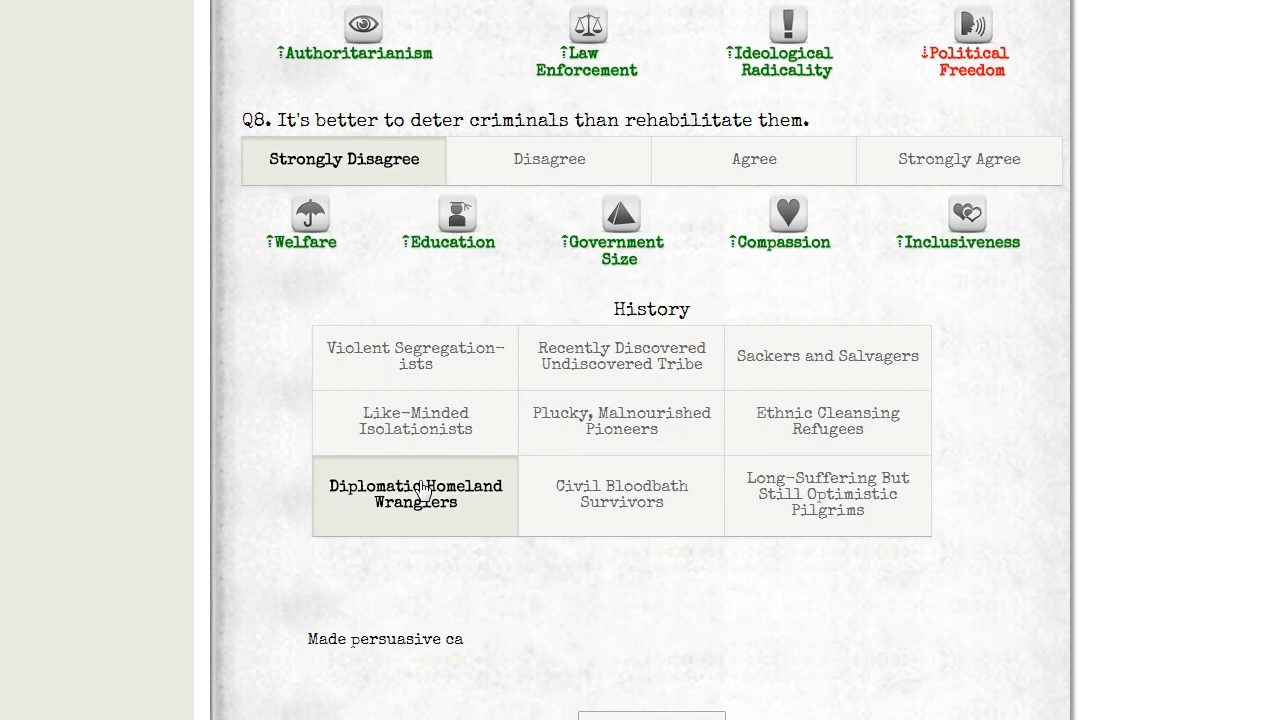 ⇡Authoritarianism
⇡Law
Enforcement
⇡Ideological
Radicality
⇣Political
Freedom
Q8. It's better to deter criminals than rehabilitate them.
Strongly Disagree
Disagree
Agree
Strongly Agree
⇡Welfare
⇡Education
⇡Government
Size
⇡Compassion
⇡Inclusiveness
History
Violent Segregation-
ists
Recently Discovered
Undiscovered Tribe
Sackers and Salvagers
Like-Minded
Isolationists
Plucky, Malnourished
Pioneers
Ethnic Cleansing
Refugees
Diplomatic Homeland
Wranglers
Civil Bloodbath
Survivors
Long-Suffering But
Still Optimistic
Pilgrims
Made persuasive ca